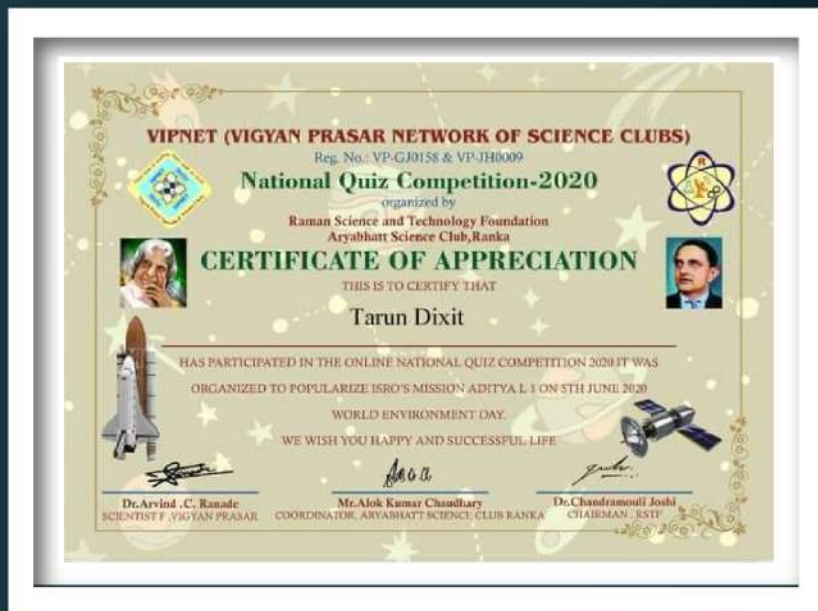 VIPNET (VIGYAN PRASAR NETWORK OF SCIENCE CLUBS)
Reg. No.: VP-GJ0158 & VP-JH0009
National Quiz Competition-2020
organized by
Raman Science and Technology Foundation
Aryabhatt Science Club,Ranka
CERTIFICATE OF APPRECIATION
THIS IS TO CERTIFY THAT
Tarun Dixit
HAS PARTICIPATED IN THE ONLINE NATIONAL QUIZ COMPETITION 2020 IT WAS
ORGANIZED TO POPULARIZE ISRO'S MISSION ADITYA L 1 ON 5TH JUNE 2020
WORLD ENVIRONMENT DAY.
WE WISH YOU HAPPY AND SUCCESSFUL LIFE
Dr.Arvind .C. Ranade
SCIENTIST F ,VIGYAN PRASAR
Mr.Alok Kumar Chaudhary
COORDINATOR, ARYABHATT SCIENCE CLUB RANKA
Dr.Chandramouli Joshi
CHAIRMAN , RSTF